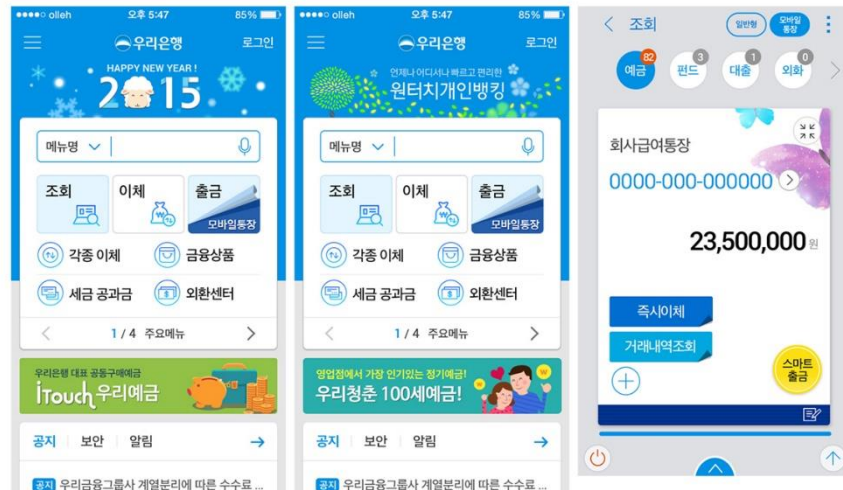 olleh 오후 5:47 85%
우리은행 로그인
HAPPY NEW YEAR !
2015
메뉴명
조회 이체 출금
모바일통장
각종 이체 금융상품
세금 공과금 외환센터
1 / 4 주요메뉴
우리은행 대표 공동구매예금
iTouch 우리예금
공지 보안 알림
공지 우리금융그룹사 계열분리에 따른 수수료 ...
olleh 오후 5:47 85%
우리은행 로그인
언제나 어디서나 빠르고 편리한
원터치개인뱅킹
메뉴명
조회 이체 출금
모바일통장
각종 이체 금융상품
세금 공과금 외환센터
1 / 4 주요메뉴
영업점에서 가장 인기있는 정기예금!
우리청춘 100세예금!
공지 보안 알림
공지 우리금융그룹사 계열분리에 따른 수수료 ...
조회 일반형 모바일
통장
82 3 1 0
예금 펀드 대출 외화
회사급여통장
0000-000-000000
23,500,000 원
즉시이체
거래내역조회
스마트
출금